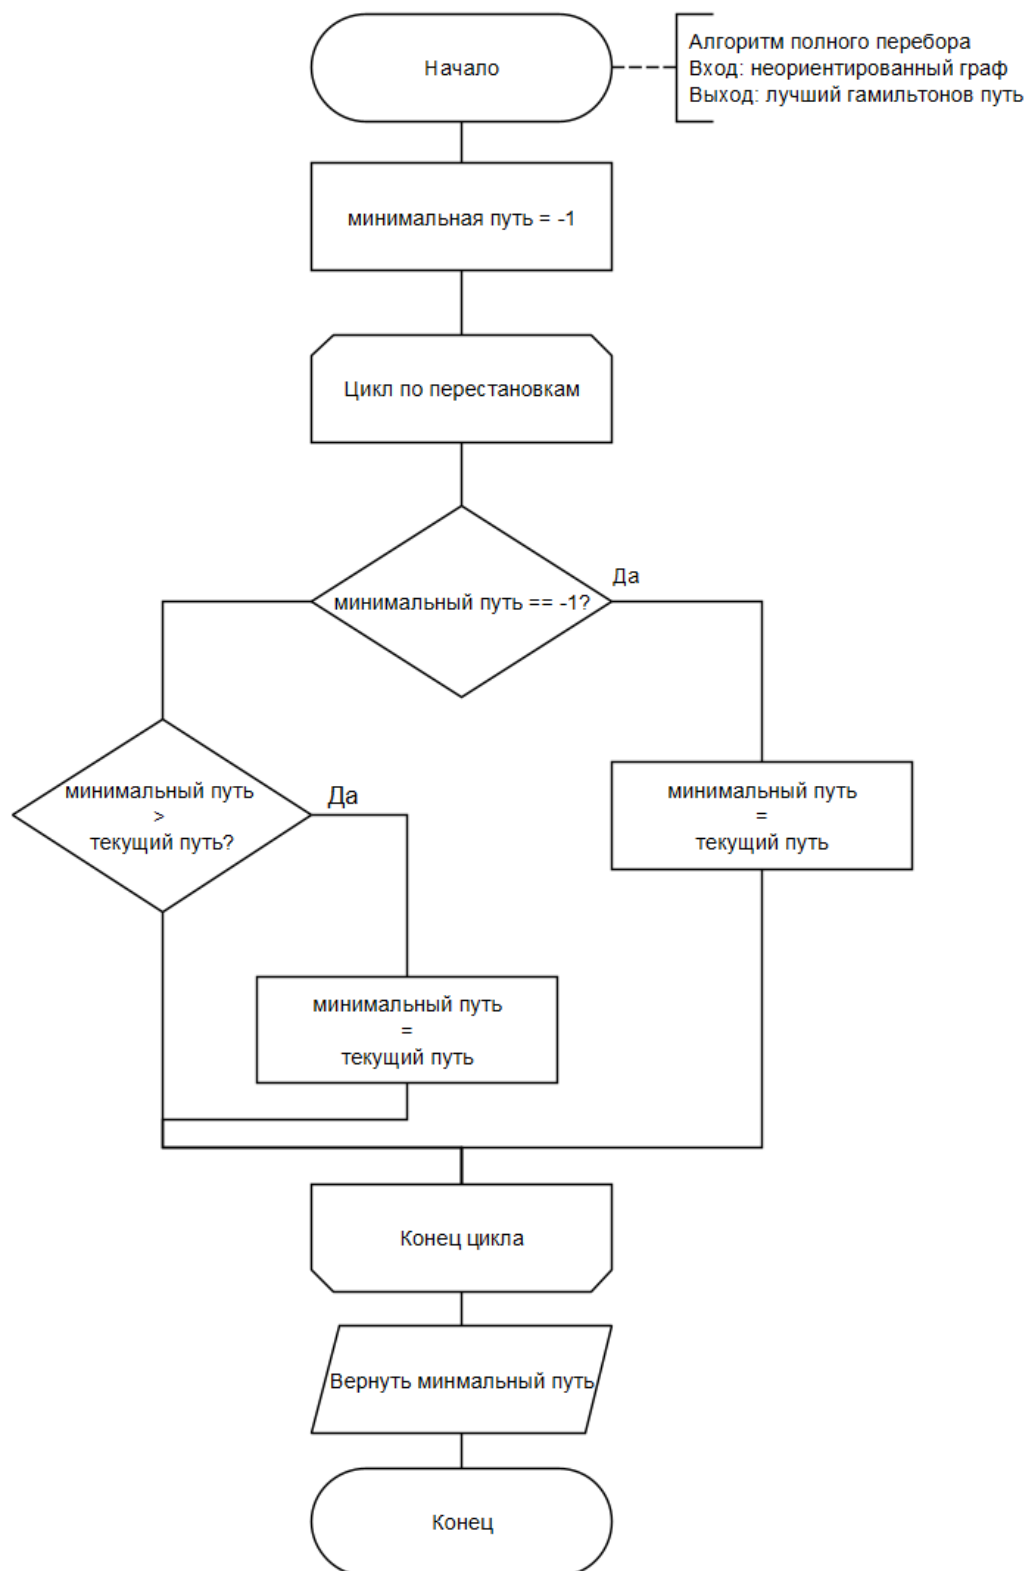 Начало
Алгоритм полного перебора
Вход: неориентированный граф
Выход: лучший гамильтонов путь
минимальная путь = -1
Цикл по перестановкам
минимальный путь == -1?
Да
минимальный путь
>
текущий путь?
Да
минимальный путь
=
текущий путь
минимальный путь
=
текущий путь
Конец цикла
Вернуть минмальный путь
Конец